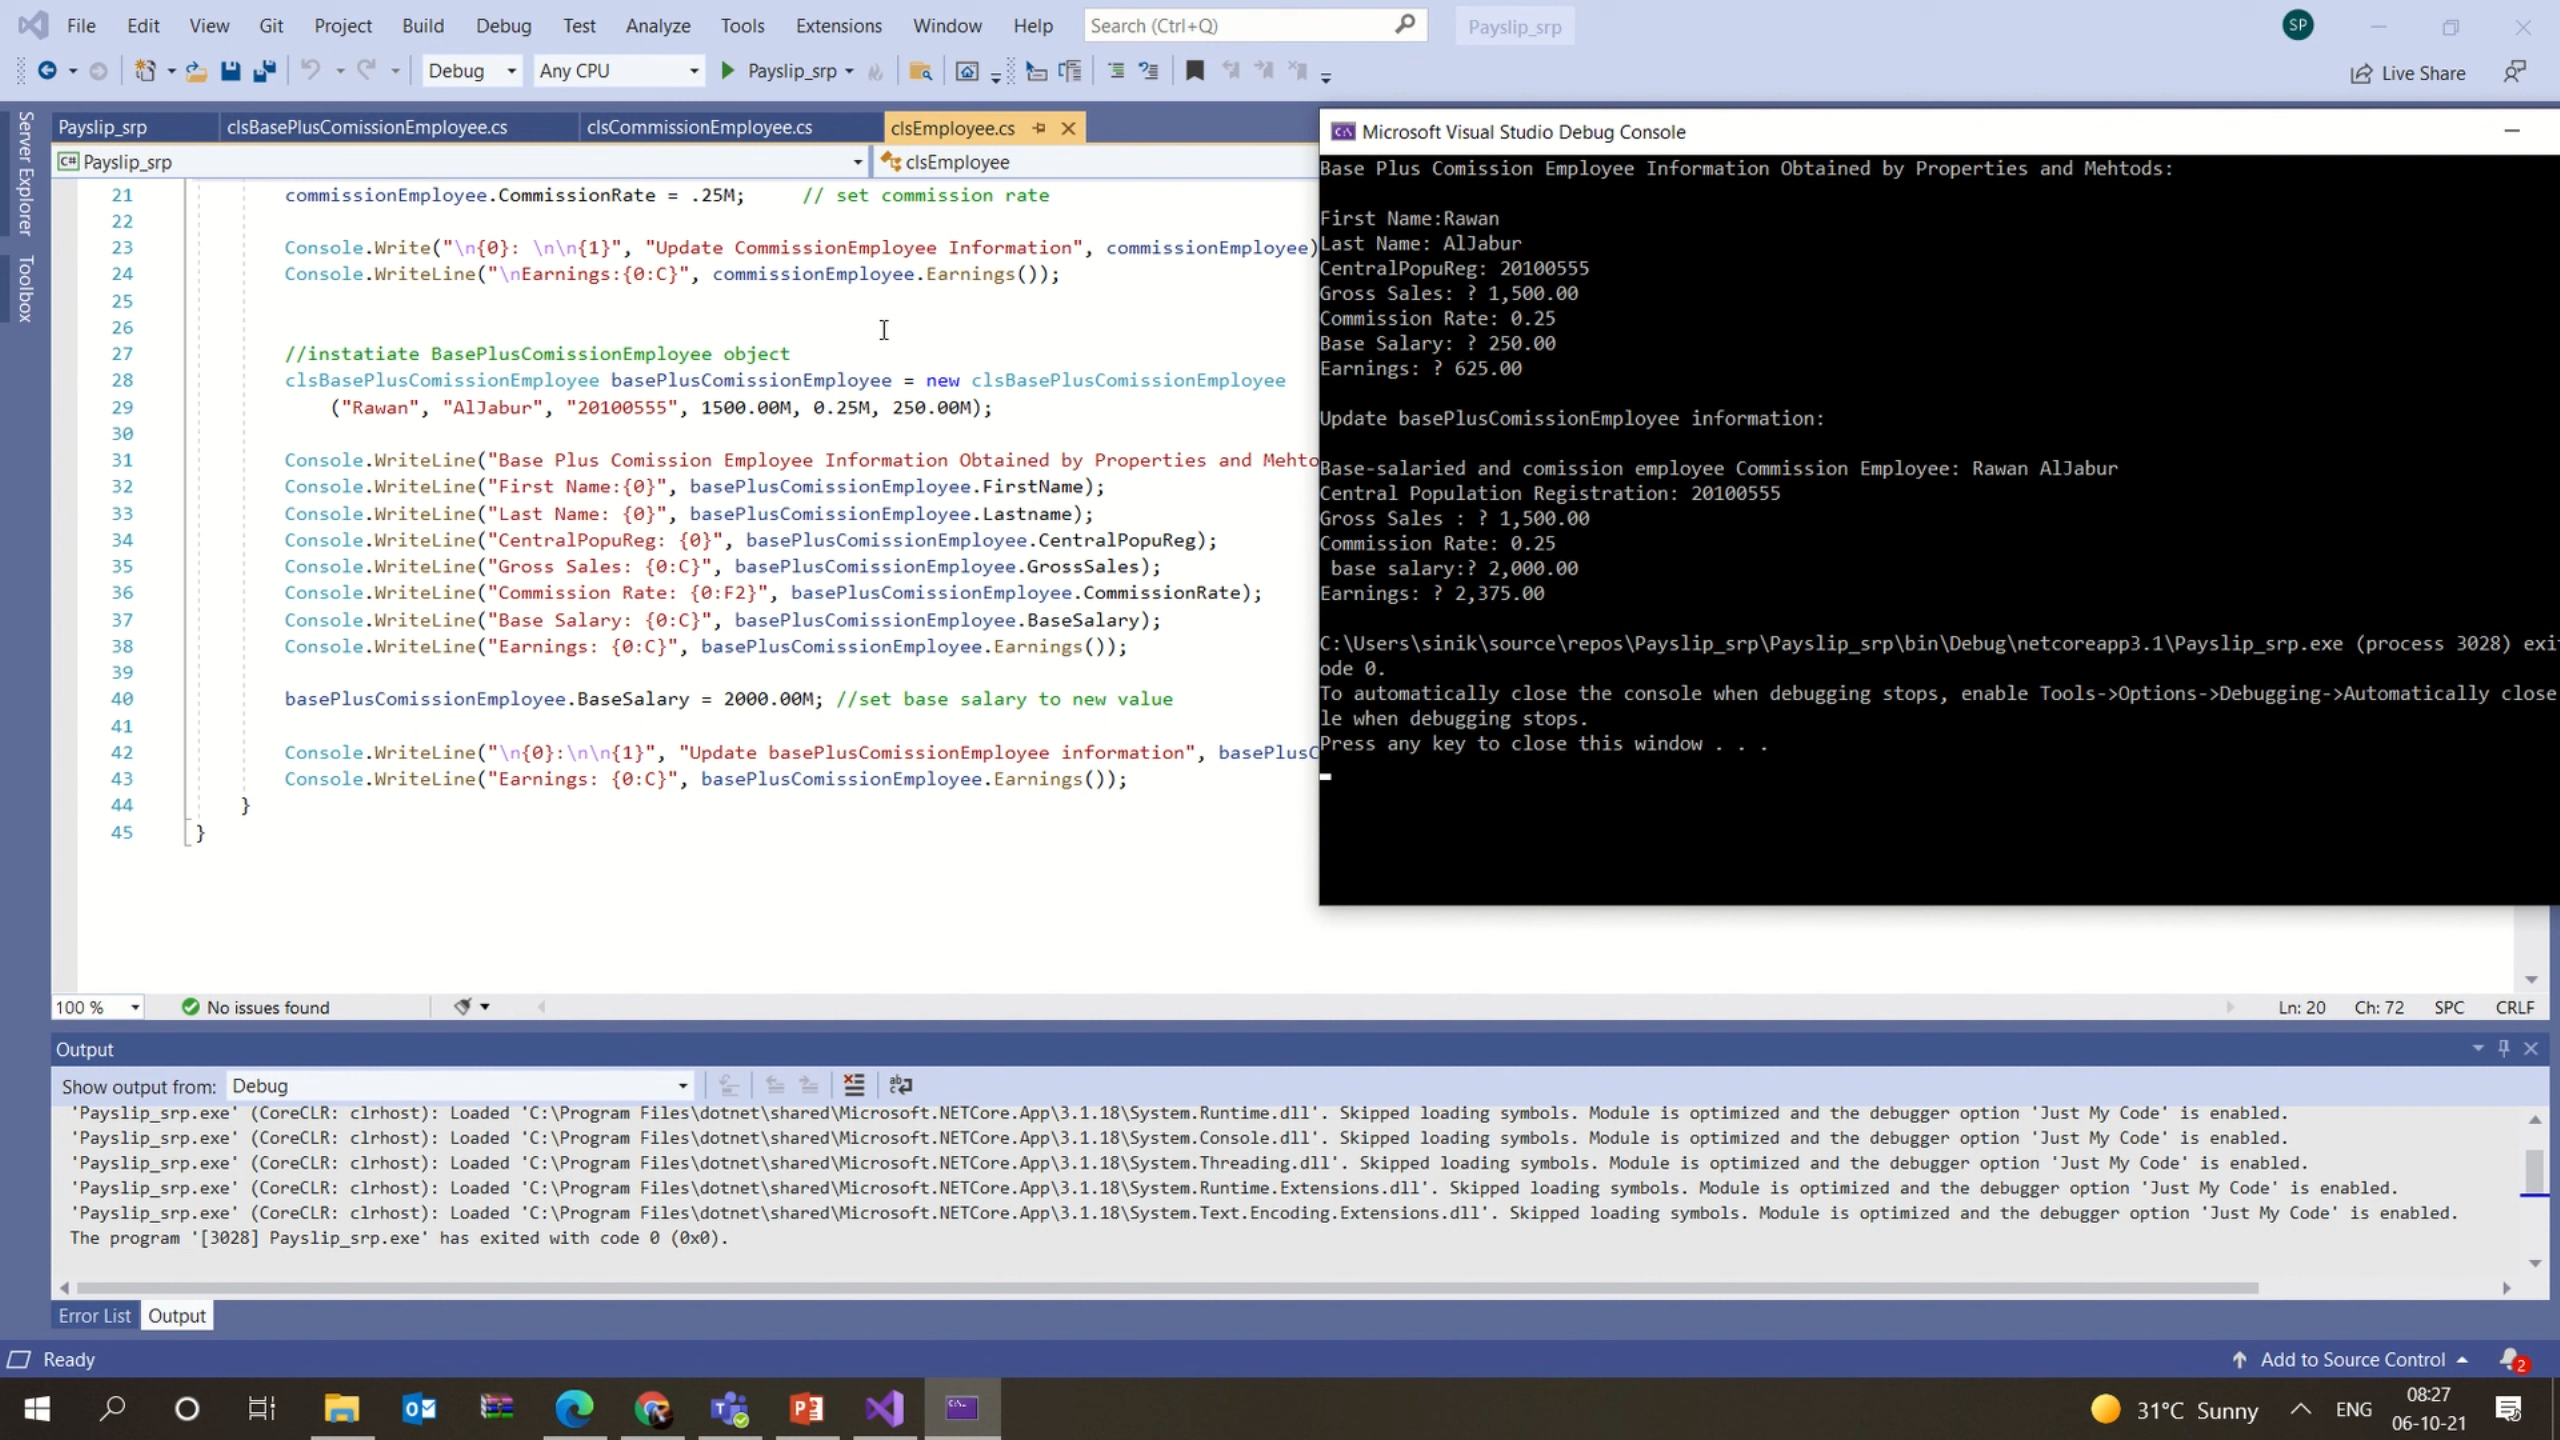 File Edit View Git Project Build Debug Test Analyze Tools Extensions Window Help Search (Ctrl+Q) Payslip_srp SP
Debug Any CPU Payslip_srp Live Share
Server Explorer
Toolbox
Payslip_srp clsBasePlusComissionEmployee.cs clsCommissionEmployee.cs clsEmployee.cs
C# Payslip_srp clsEmployee
21 commissionEmployee.CommissionRate = .25M; // set commission rate
22
23 Console.Write("\n{0}: \n\n{1}", "Update CommissionEmployee Information", commissionEmployee)
24 Console.WriteLine("\nEarnings:{0:C}", commissionEmployee.Earnings());
25
26
27 //instatiate BasePlusComissionEmployee object
28 clsBasePlusComissionEmployee basePlusComissionEmployee = new clsBasePlusComissionEmployee
29 ("Rawan", "AlJabur", "20100555", 1500.00M, 0.25M, 250.00M);
30
31 Console.WriteLine("Base Plus Comission Employee Information Obtained by Properties and Mehto
32 Console.WriteLine("First Name:{0}", basePlusComissionEmployee.FirstName);
33 Console.WriteLine("Last Name: {0}", basePlusComissionEmployee.Lastname);
34 Console.WriteLine("CentralPopuReg: {0}", basePlusComissionEmployee.CentralPopuReg);
35 Console.WriteLine("Gross Sales: {0:C}", basePlusComissionEmployee.GrossSales);
36 Console.WriteLine("Commission Rate: {0:F2}", basePlusComissionEmployee.CommissionRate);
37 Console.WriteLine("Base Salary: {0:C}", basePlusComissionEmployee.BaseSalary);
38 Console.WriteLine("Earnings: {0:C}", basePlusComissionEmployee.Earnings());
39
40 basePlusComissionEmployee.BaseSalary = 2000.00M; //set base salary to new value
41
42 Console.WriteLine("\n{0}:\n\n{1}", "Update basePlusComissionEmployee information", basePlusC
43 Console.WriteLine("Earnings: {0:C}", basePlusComissionEmployee.Earnings());
44 }
45 }
Microsoft Visual Studio Debug Console
Base Plus Comission Employee Information Obtained by Properties and Mehtods:
First Name:Rawan
Last Name: AlJabur
CentralPopuReg: 20100555
Gross Sales: ? 1,500.00
Commission Rate: 0.25
Base Salary: ? 250.00
Earnings: ? 625.00
Update basePlusComissionEmployee information:
Base-salaried and comission employee Commission Employee: Rawan AlJabur
Central Population Registration: 20100555
Gross Sales : ? 1,500.00
Commission Rate: 0.25
base salary:? 2,000.00
Earnings: ? 2,375.00
C:\Users\sinik\source\repos\Payslip_srp\Payslip_srp\bin\Debug\netcoreapp3.1\Payslip_srp.exe (process 3028) exi
ode 0.
To automatically close the console when debugging stops, enable Tools->Options->Debugging->Automatically close
le when debugging stops.
Press any key to close this window . . .
100 % No issues found Ln: 20 Ch: 72 SPC CRLF
Output
Show output from: Debug
'Payslip_srp.exe' (CoreCLR: clrhost): Loaded 'C:\Program Files\dotnet\shared\Microsoft.NETCore.App\3.1.18\System.Runtime.dll'. Skipped loading symbols. Module is optimized and the debugger option 'Just My Code' is enabled.
'Payslip_srp.exe' (CoreCLR: clrhost): Loaded 'C:\Program Files\dotnet\shared\Microsoft.NETCore.App\3.1.18\System.Console.dll'. Skipped loading symbols. Module is optimized and the debugger option 'Just My Code' is enabled.
'Payslip_srp.exe' (CoreCLR: clrhost): Loaded 'C:\Program Files\dotnet\shared\Microsoft.NETCore.App\3.1.18\System.Threading.dll'. Skipped loading symbols. Module is optimized and the debugger option 'Just My Code' is enabled.
'Payslip_srp.exe' (CoreCLR: clrhost): Loaded 'C:\Program Files\dotnet\shared\Microsoft.NETCore.App\3.1.18\System.Runtime.Extensions.dll'. Skipped loading symbols. Module is optimized and the debugger option 'Just My Code' is enabled.
'Payslip_srp.exe' (CoreCLR: clrhost): Loaded 'C:\Program Files\dotnet\shared\Microsoft.NETCore.App\3.1.18\System.Text.Encoding.Extensions.dll'. Skipped loading symbols. Module is optimized and the debugger option 'Just My Code' is enabled.
The program '[3028] Payslip_srp.exe' has exited with code 0 (0x0).
Error List Output
Ready Add to Source Control 2
31°C Sunny ENG 08:27
06-10-21